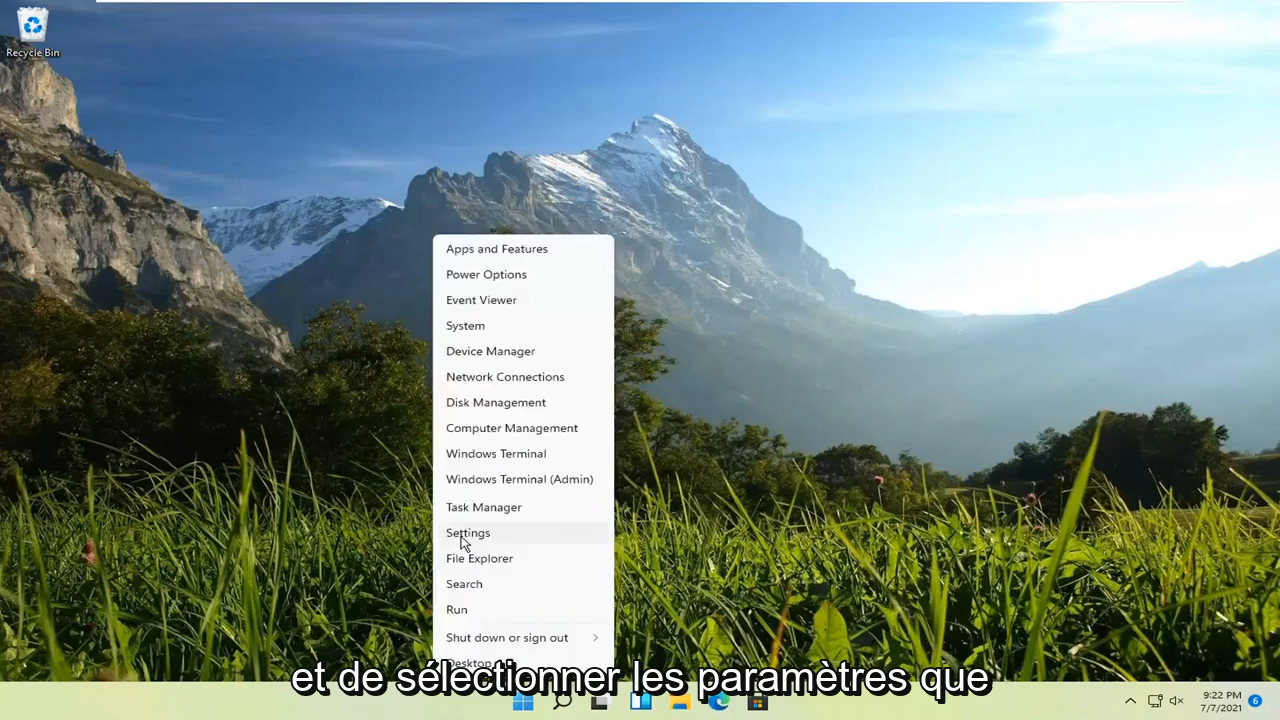 Recycle Bin
Apps and Features
Power Options
Event Viewer
System
Device Manager
Network Connections
Disk Management
Computer Management
Windows Terminal
Windows Terminal (Admin)
Task Manager
Settings
File Explorer
Search
Run
Shut down or sign out
Desktop
et de sélectionner les paramètres que
9:22 PM
7/7/2021
6